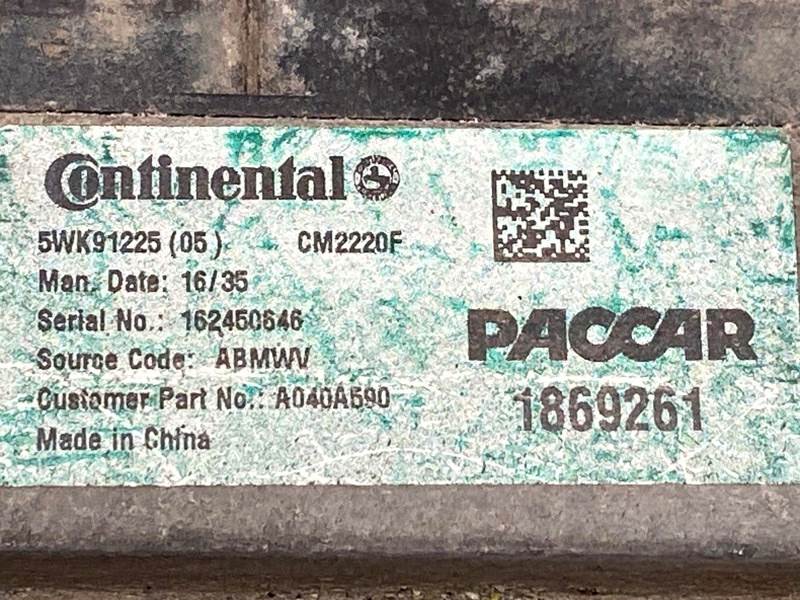 Continental
5WK91225 (05) CM2220F
Man. Date: 16/35
Serial No.: 162450646
Source Code: ABMWV
Customer Part No.: A040A590
Made in China
PACCAR
1869261